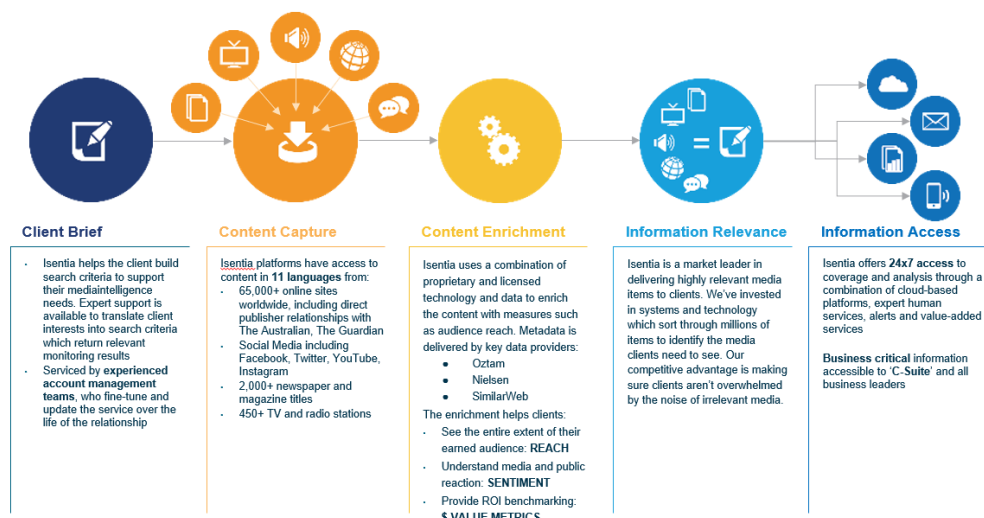 Client Brief
Isentia helps the client build
search criteria to support
their mediaintelligence
needs. Expert support is
available to translate client
interests into search criteria
which return relevant
monitoring results
Serviced by experienced
account management
teams, who fine-tune and
update the service over the
life of the relationship
Content Capture
Isentia platforms have access to
content in 11 languages from:
65,000+ online sites
worldwide, including direct
publisher relationships with
The Australian, The Guardian
Social Media including
Facebook, Twitter, YouTube,
Instagram
2,000+ newspaper and
magazine titles
450+ TV and radio stations
Content Enrichment
Isentia uses a combination of
proprietary and licensed
technology and data to enrich
the content with measures such
as audience reach. Metadata is
delivered by key data providers:
Oztam
Nielsen
SimilarWeb
The enrichment helps clients:
See the entire extent of their
earned audience: REACH
Understand media and public
reaction: SENTIMENT
Provide ROI benchmarking:
$ VALUE METRICS
Information Relevance
Isentia is a market leader in
delivering highly relevant media
items to clients. We've invested
in systems and technology
which sort through millions of
items to identify the media
clients need to see. Our
competitive advantage is making
sure clients aren't overwhelmed
by the noise of irrelevant media.
Information Access
Isentia offers 24x7 access to
coverage and analysis through a
combination of cloud-based
platforms, expert human
services, alerts and value-added
services
Business critical information
accessible to 'C-Suite' and all
business leaders